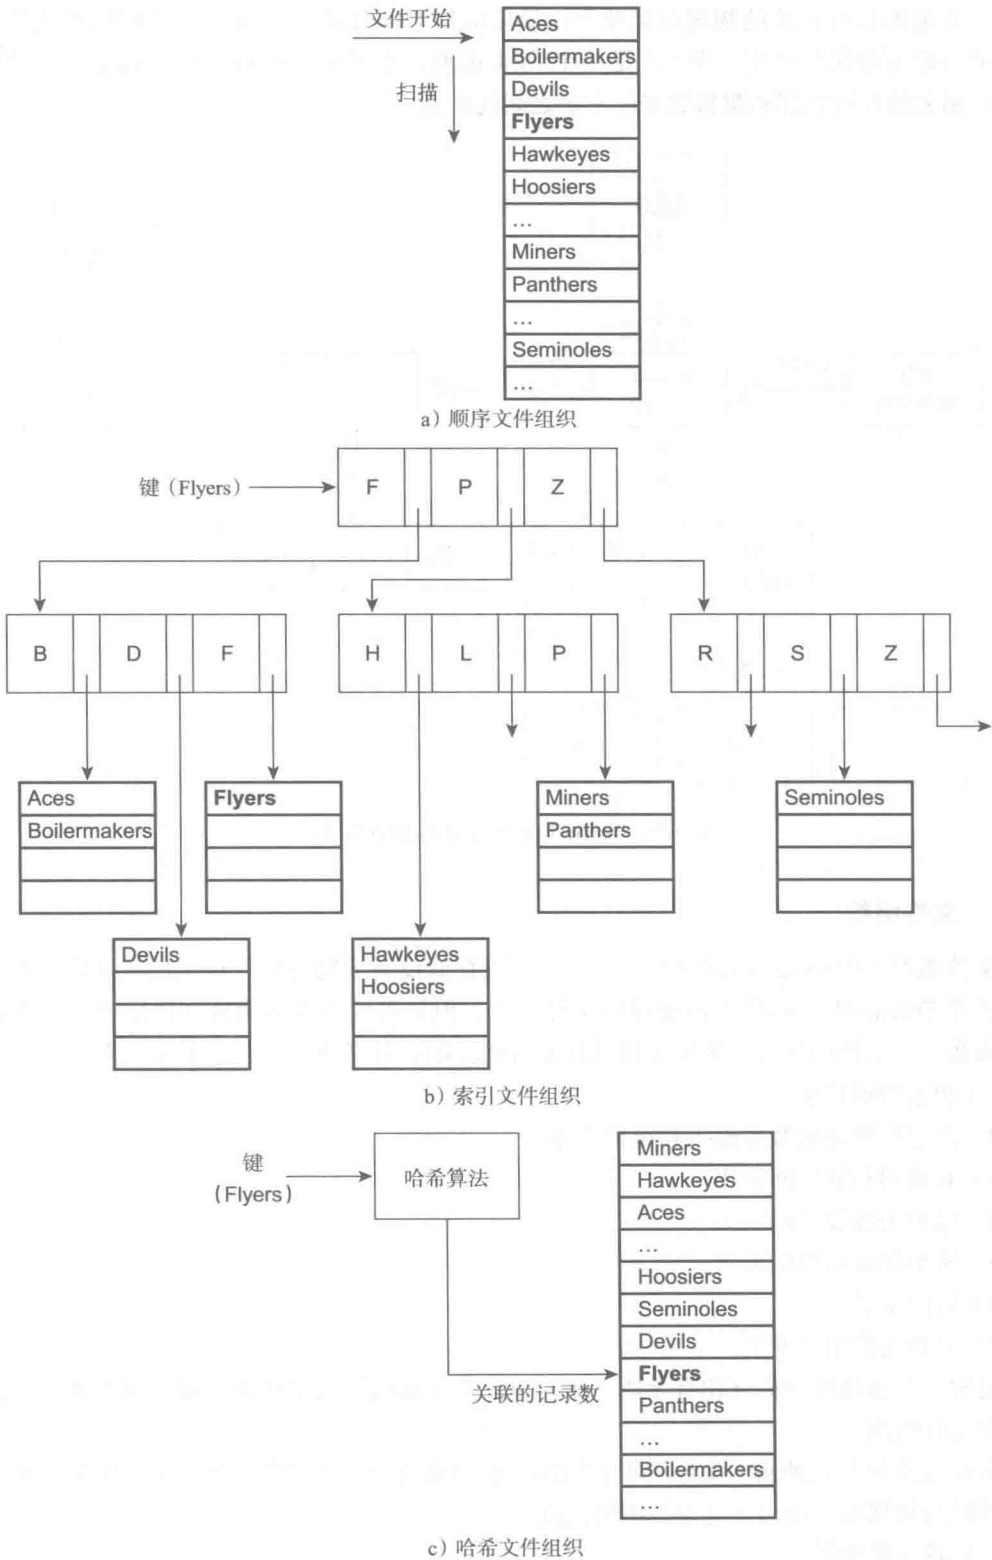 文件开始
扫描
Aces
Boilermakers
Devils
Flyers
Hawkeyes
Hoosiers
...
Miners
Panthers
...
Seminoles
...
a）顺序文件组织
键（Flyers）
F P Z
B D F
H L P
R S Z
Aces
Boilermakers
Flyers
Miners
Panthers
Seminoles
Devils
Hawkeyes
Hoosiers
b）索引文件组织
键
（Flyers）
哈希算法
关联的记录数
Miners
Hawkeyes
Aces
...
Hoosiers
Seminoles
Devils
Flyers
Panthers
...
Boilermakers
...
c）哈希文件组织